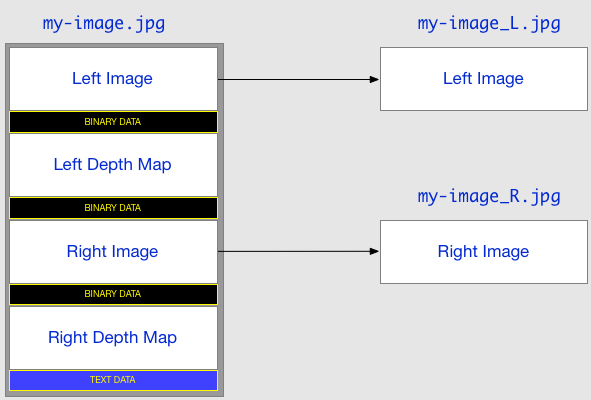 my-image.jpg
my-image_L.jpg
Left Image
Left Image
BINARY DATA
Left Depth Map
BINARY DATA
my-image_R.jpg
Right Image
Right Image
BINARY DATA
Right Depth Map
TEXT DATA